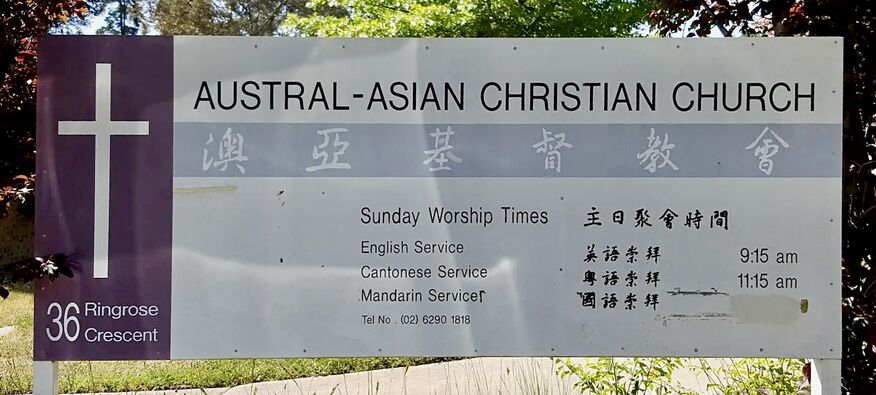 AUSTRAL-ASIAN CHRISTIAN CHURCH
澳亞基督教會
Sunday Worship Times 主日聚會時間
English Service 英語崇拜 9:15 am
Cantonese Service 粵語崇拜 11:15 am
Mandarin Service 國語崇拜
Tel No . (02) 6290 1818
36 Ringrose
Crescent